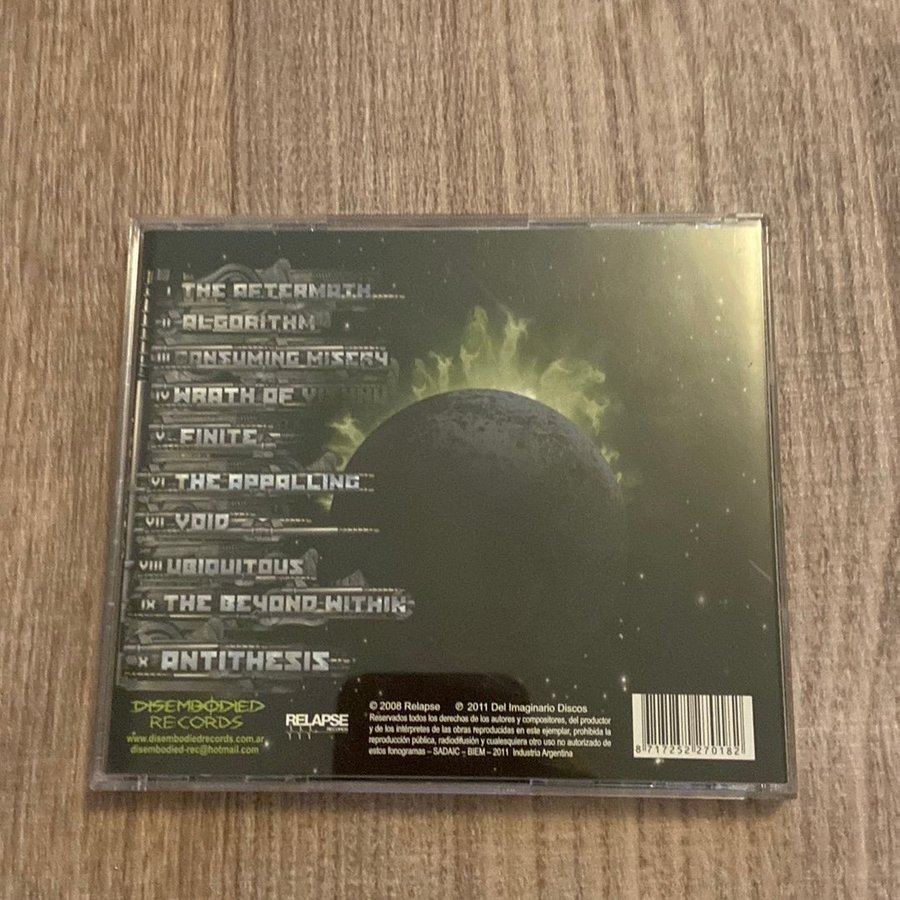 I THE AFTERMATH
II ALGORITHM
III CONSUMING MISERY
IV WRATH OF VISHNU
V FINITE
VI THE APPALLING
VII VOID
VIII UBIQUITOUS
IX THE BEYOND WITHIN
X ANTITHESIS
DISEMBODIED
RECORDS
www.disembodiedrecords.com.ar
disembodied-rec@hotmail.com
RELAPSE
RECORDS
© 2008 Relapse ℗ 2011 Del Imaginario Discos
Reservados todos los derechos de los autores y compositores, del productor
y de los intérpretes de las obras reproducidas en este ejemplar, prohibida la
reproducción pública, radiodifusión y cualesquiera otro uso no autorizado de
estos fonogramas – SADAIC – BIEM – 2011 Industria Argentina
8 717252 270182